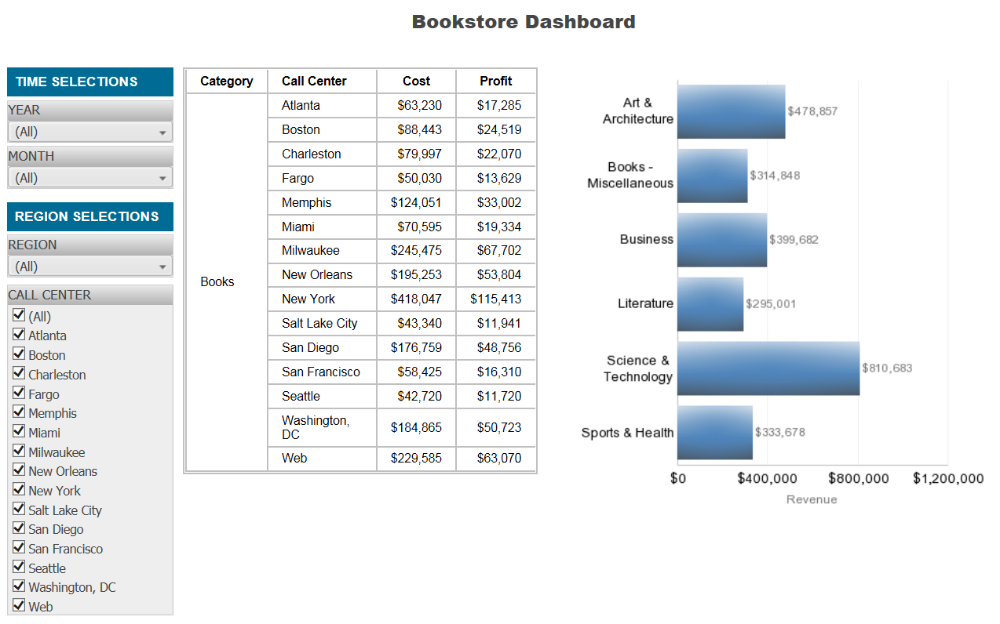 Bookstore Dashboard
TIME SELECTIONS
YEAR
(All)
MONTH
(All)
REGION SELECTIONS
REGION
(All)
CALL CENTER
(All)
Atlanta
Boston
Charleston
Fargo
Memphis
Miami
Milwaukee
New Orleans
New York
Salt Lake City
San Diego
San Francisco
Seattle
Washington, DC
Web
Category Call Center Cost Profit
Books
Atlanta $63,230 $17,285
Boston $88,443 $24,519
Charleston $79,997 $22,070
Fargo $50,030 $13,629
Memphis $124,051 $33,002
Miami $70,595 $19,334
Milwaukee $245,475 $67,702
New Orleans $195,253 $53,804
New York $418,047 $115,413
Salt Lake City $43,340 $11,941
San Diego $176,759 $48,756
San Francisco $58,425 $16,310
Seattle $42,720 $11,720
Washington,
DC $184,865 $50,723
Web $229,585 $63,070
Art &
Architecture $478,857
Books -
Miscellaneous $314,848
Business $399,682
Literature $295,001
Science &
Technology $810,683
Sports & Health $333,678
$0 $400,000 $800,000 $1,200,000
Revenue